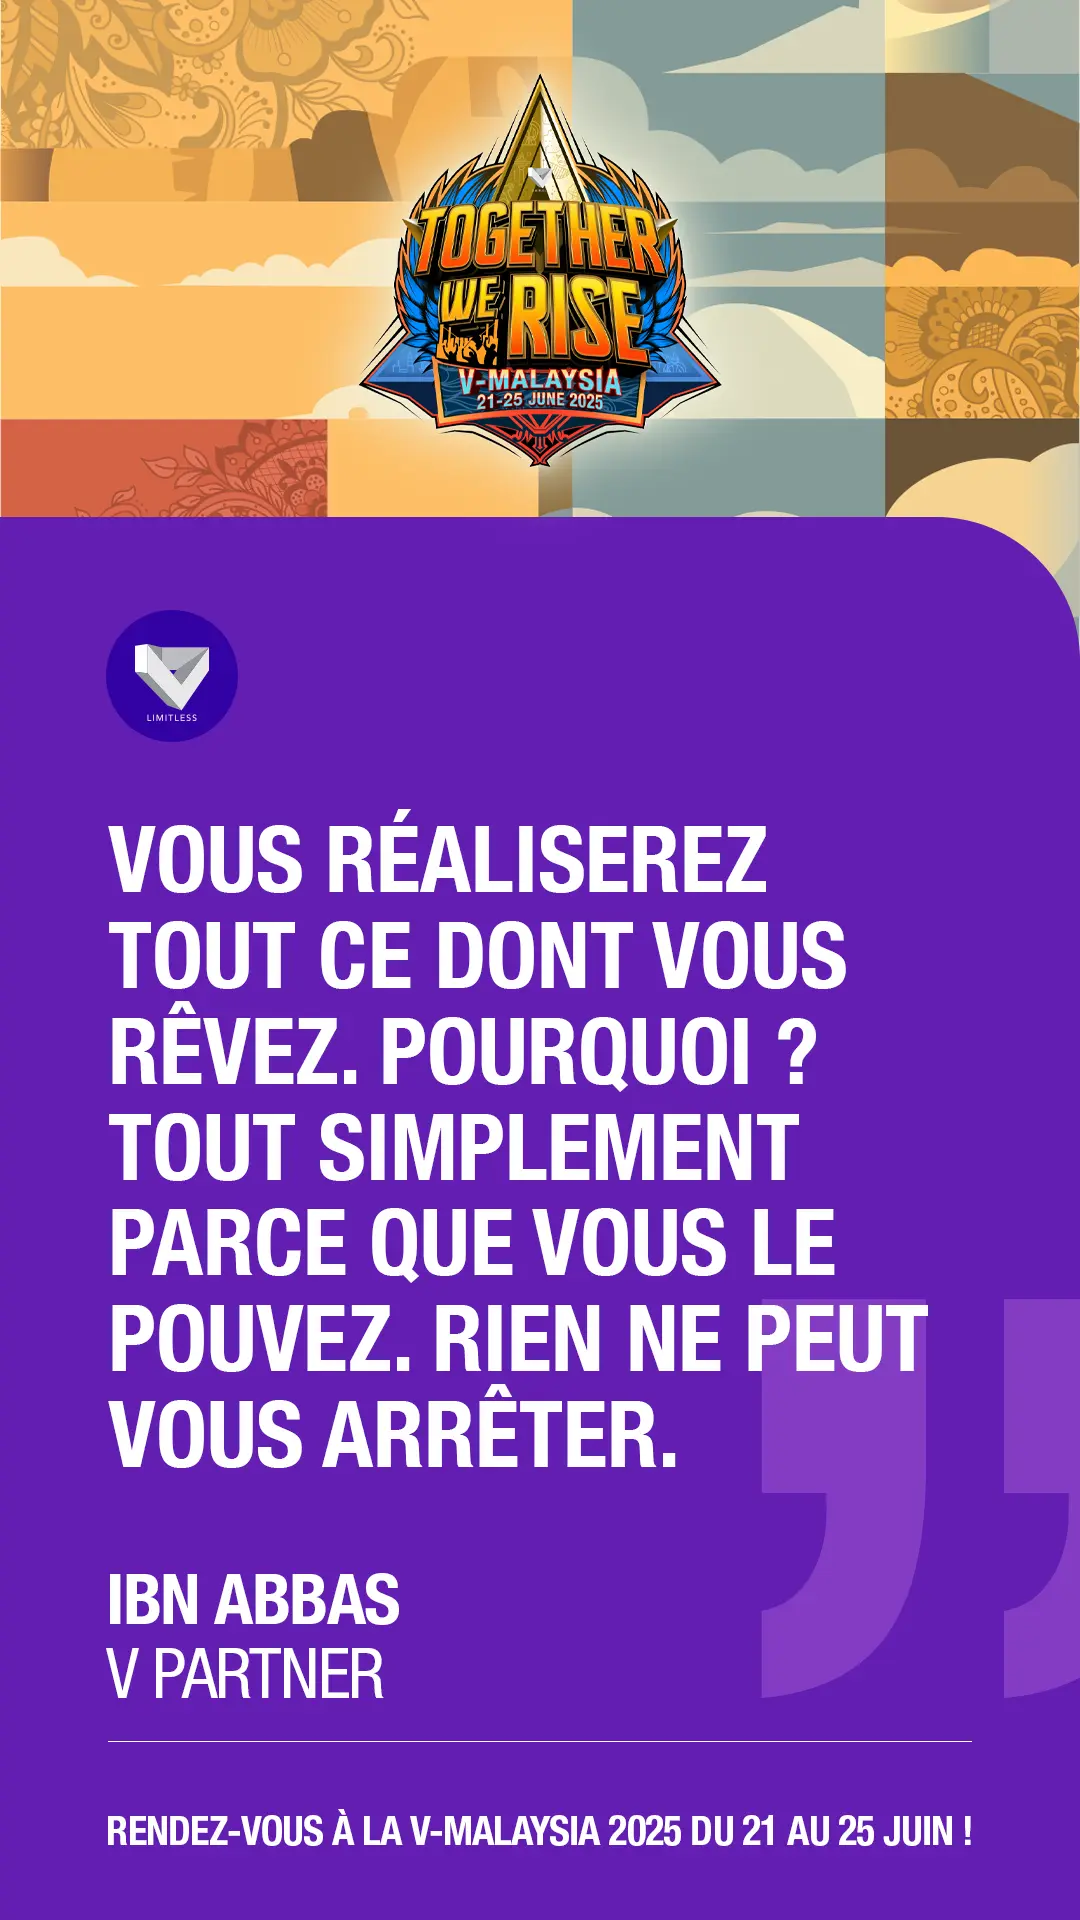 TOGETHER
WE RISE
V-MALAYSIA
21-25 JUNE 2025
LIMITLESS
VOUS RÉALISEREZ
TOUT CE DONT VOUS
RÊVEZ. POURQUOI ?
TOUT SIMPLEMENT
PARCE QUE VOUS LE
POUVEZ. RIEN NE PEUT
VOUS ARRÊTER.
IBN ABBAS
V PARTNER
RENDEZ-VOUS À LA V-MALAYSIA 2025 DU 21 AU 25 JUIN !